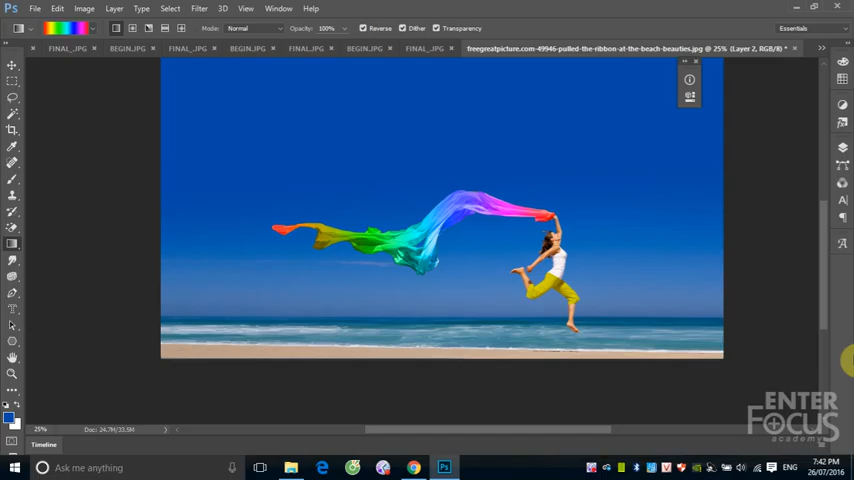 Ps File Edit Image Layer Type Select Filter 3D View Window Help
Mode: Normal Opacity: 100% Reverse Dither Transparency Essentials
FINAL_.JPG × BEGIN.JPG × FINAL_.JPG × BEGIN.JPG × FINAL_.JPG × BEGIN.JPG × FINAL_.JPG × freegreatpicture.com-49946-pulled-the-ribbon-at-the-beach-beauties.jpg @ 25% (Layer 2, RGB/8) * ×
25% Doc: 34.7M/33.5M
Timeline
ENTER
FOCUS
academy
Ask me anything
Ps
ENG
7:42 PM
26/07/2016